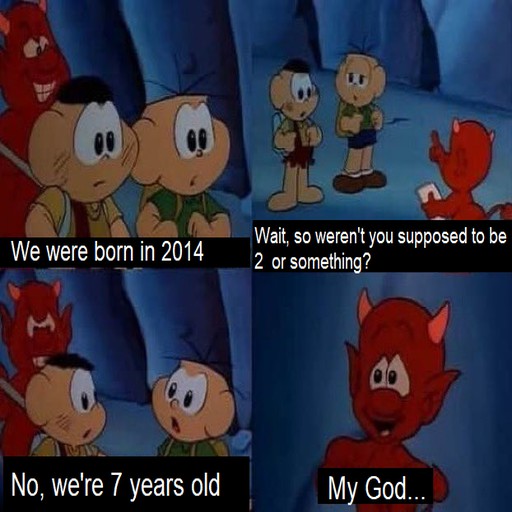 We were born in 2014
Wait, so weren't you supposed to be
2 or something?
No, we're 7 years old
My God...